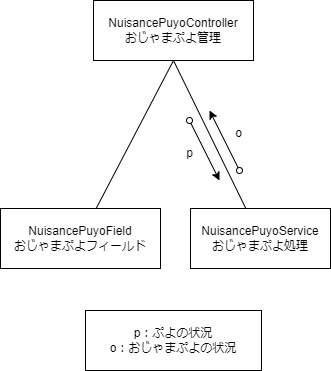 NuisancePuyoController
おじゃまぷよ管理
o
p
NuisancePuyoField
おじゃまぷよフィールド
NuisancePuyoService
おじゃまぷよ処理
p：ぷよの状況
o：おじゃまぷよの状況